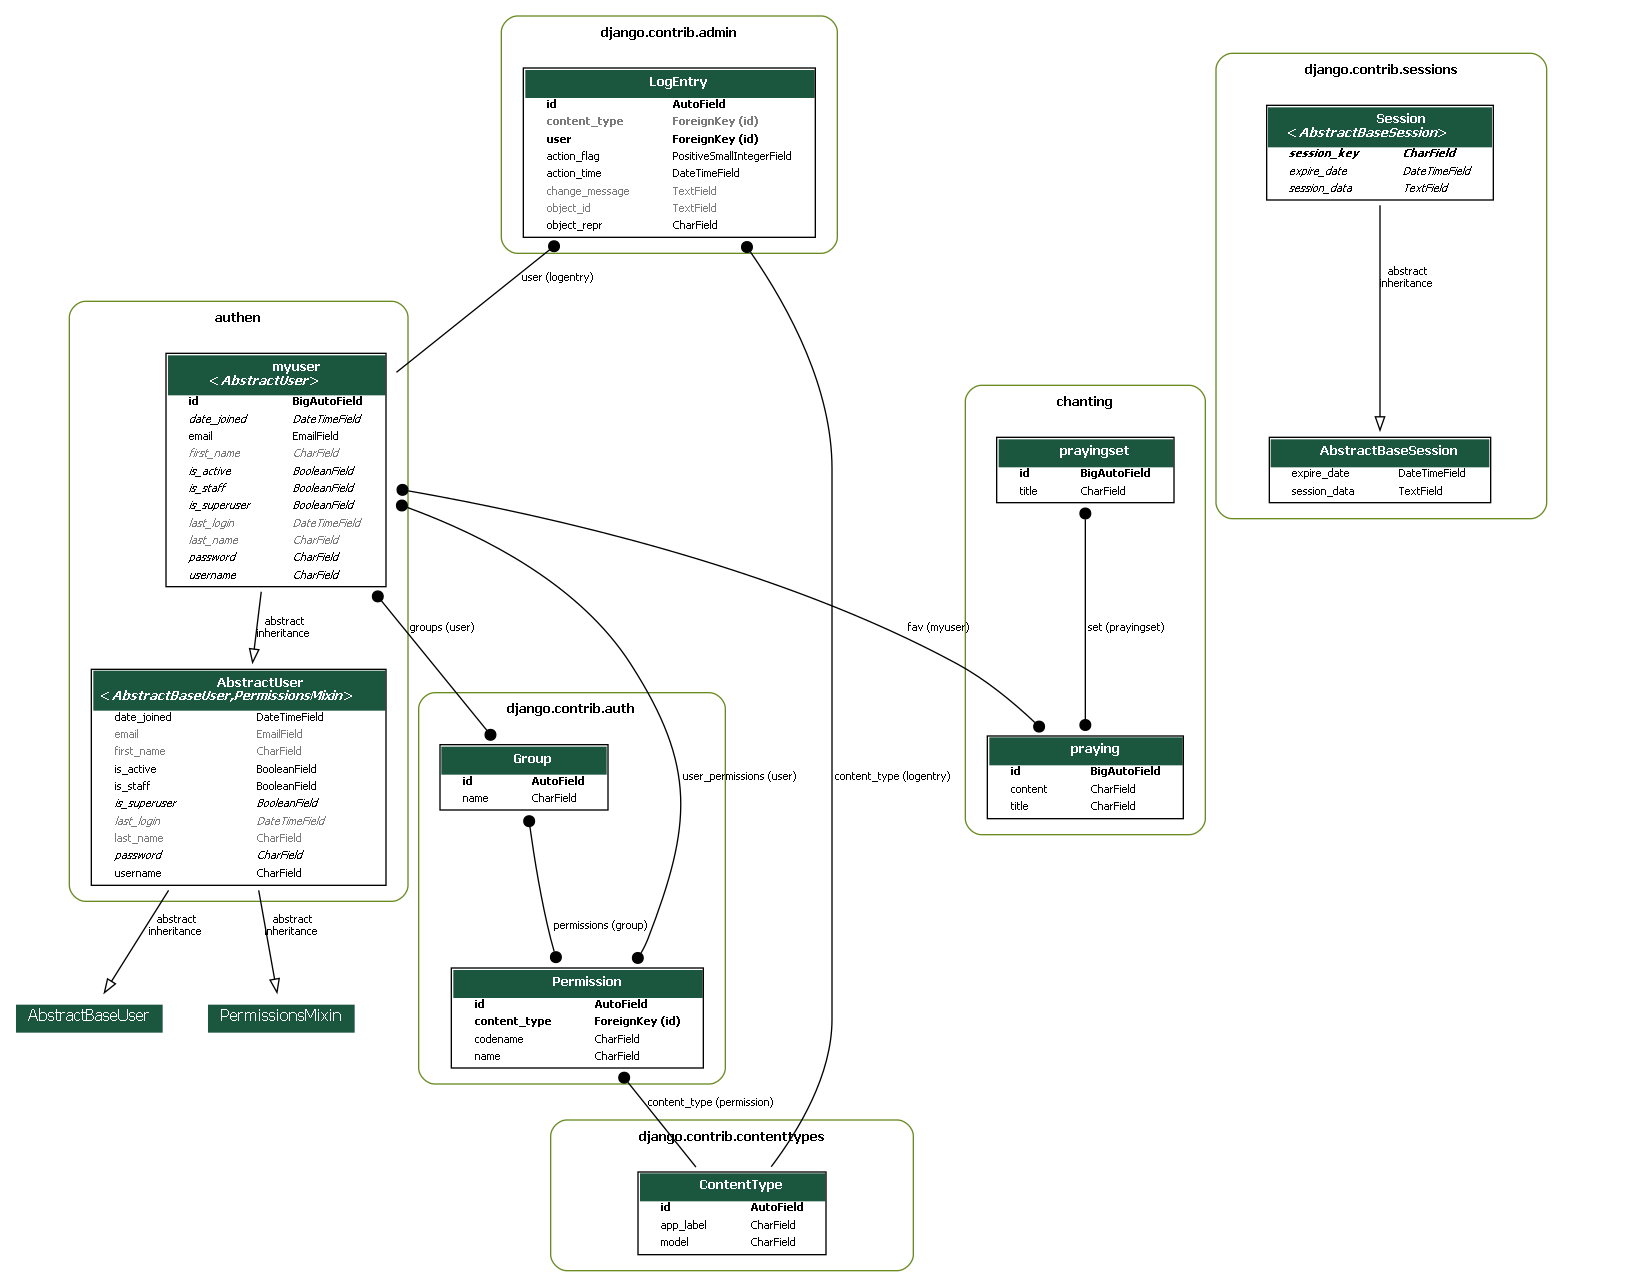 django.contrib.admin
LogEntry
id AutoField
content_type ForeignKey (id)
user ForeignKey (id)
action_flag PositiveSmallIntegerField
action_time DateTimeField
change_message TextField
object_id TextField
object_repr CharField
user (logentry)
django.contrib.sessions
Session
<AbstractBaseSession>
session_key CharField
expire_date DateTimeField
session_data TextField
abstract
inheritance
AbstractBaseSession
expire_date DateTimeField
session_data TextField
authen
myuser
<AbstractUser>
id BigAutoField
date_joined DateTimeField
email EmailField
first_name CharField
is_active BooleanField
is_staff BooleanField
is_superuser BooleanField
last_login DateTimeField
last_name CharField
password CharField
username CharField
abstract
inheritance
groups (user)
AbstractUser
<AbstractBaseUser,PermissionsMixin>
date_joined DateTimeField
email EmailField
first_name CharField
is_active BooleanField
is_staff BooleanField
is_superuser BooleanField
last_login DateTimeField
last_name CharField
password CharField
username CharField
abstract
inheritance
abstract
inheritance
AbstractBaseUser
PermissionsMixin
chanting
prayingset
id BigAutoField
title CharField
fav (myuser)
set (prayingset)
praying
id BigAutoField
content CharField
title CharField
django.contrib.auth
Group
id AutoField
name CharField
user_permissions (user)
content_type (logentry)
permissions (group)
Permission
id AutoField
content_type ForeignKey (id)
codename CharField
name CharField
content_type (permission)
django.contrib.contenttypes
ContentType
id AutoField
app_label CharField
model CharField